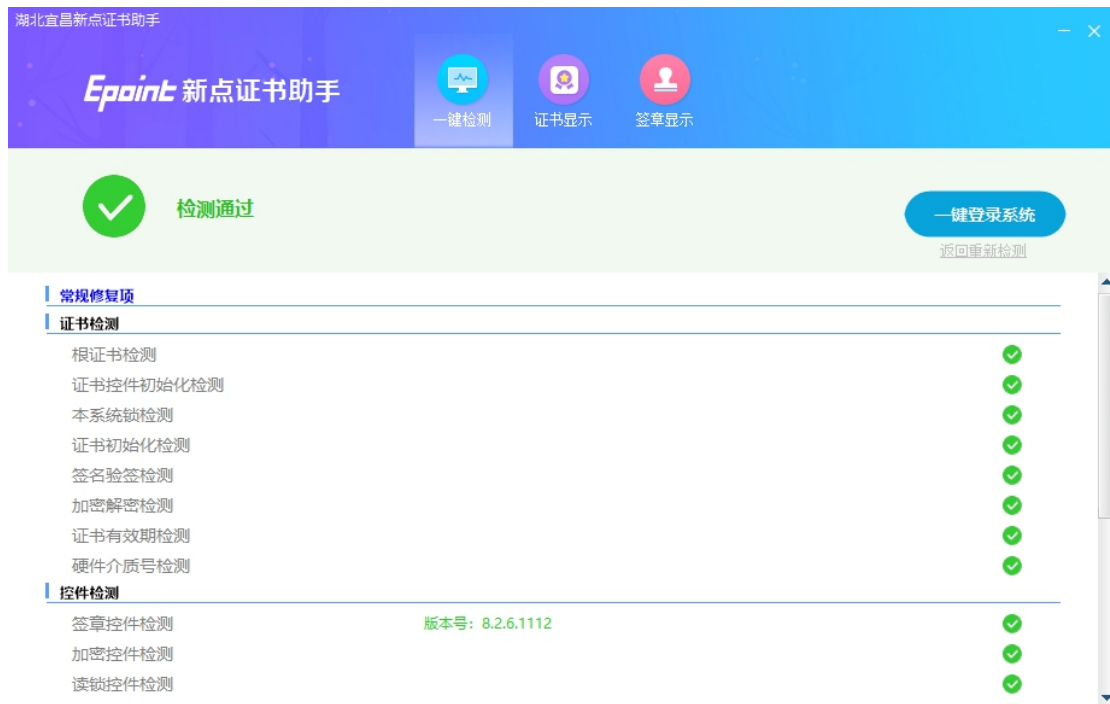 湖北宜昌新点证书助手
Epoint 新点证书助手
一键检测
证书显示
签章显示
检测通过
一键登录系统
返回重新检测
常规修复项
证书检测
根证书检测
证书控件初始化检测
本系统锁检测
证书初始化检测
签名验签检测
加密解密检测
证书有效期检测
硬件介质号检测
控件检测
签章控件检测 版本号：8.2.6.1112
加密控件检测
读锁控件检测